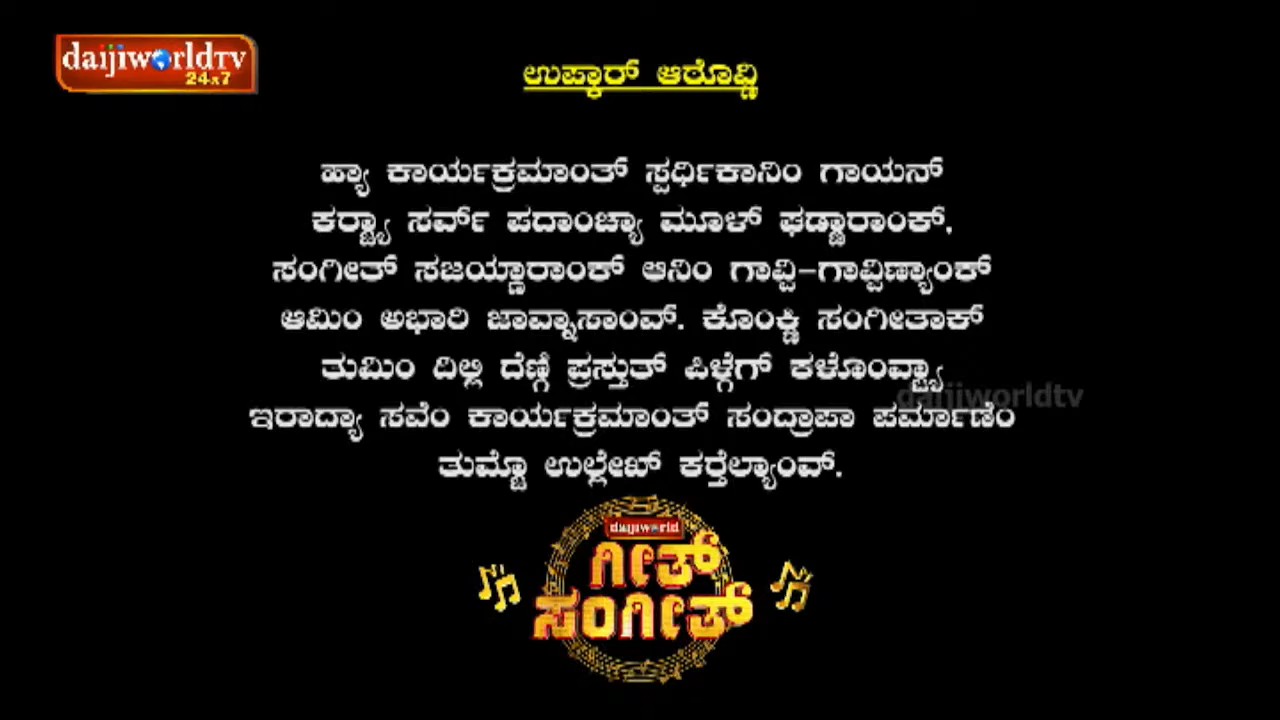 daijiworldTV
24x7
ಉಪ್ಕಾರ್ ಆಠೊವ್ಣಿ
ಹ್ಯಾ ಕಾರ್ಯಕ್ರಮಾಂತ್ ಸ್ಪರ್ಧಿಕಾನಿಂ ಗಾಯನ್
ಕರ‍್ಚ್ಯಾ ಸರ್ವ್ ಪದಾಂಚ್ಯಾ ಮೂಳ್ ಘಡ್ಣಾರಾಂಕ್,
ಸಂಗೀತ್ ಸಜಯ್ಣಾರಾಂಕ್ ಆನಿಂ ಗಾವ್ಪಿ-ಗಾವ್ಪಿಣ್ಯಾಂಕ್
ಆಮಿಂ ಅಭಾರಿ ಜಾವ್ನಾಸಾಂವ್. ಕೊಂಕ್ಣಿ ಸಂಗೀತಾಕ್
ತುಮಿಂ ದಿಲ್ಲಿ ದೆಣ್ಗಿ ಪ್ರಸ್ತುತ್ ಪಿಳ್ಗೆಗ್ ಕಳೊಂವ್ಚ್ಯಾ
daijiworldtv
ಇರಾದ್ಯಾ ಸವೆಂ ಕಾರ್ಯಕ್ರಮಾಂತ್ ಸಂದ್ರಾಪಾ ಪರ್ಮಾಣೆಂ
ತುಮ್ಚೊ ಉಲ್ಲೇಖ್ ಕರ‍್ತೆಲ್ಯಾಂವ್.
daijiworld
ಗೀತ್
ಸಂಗೀತ್